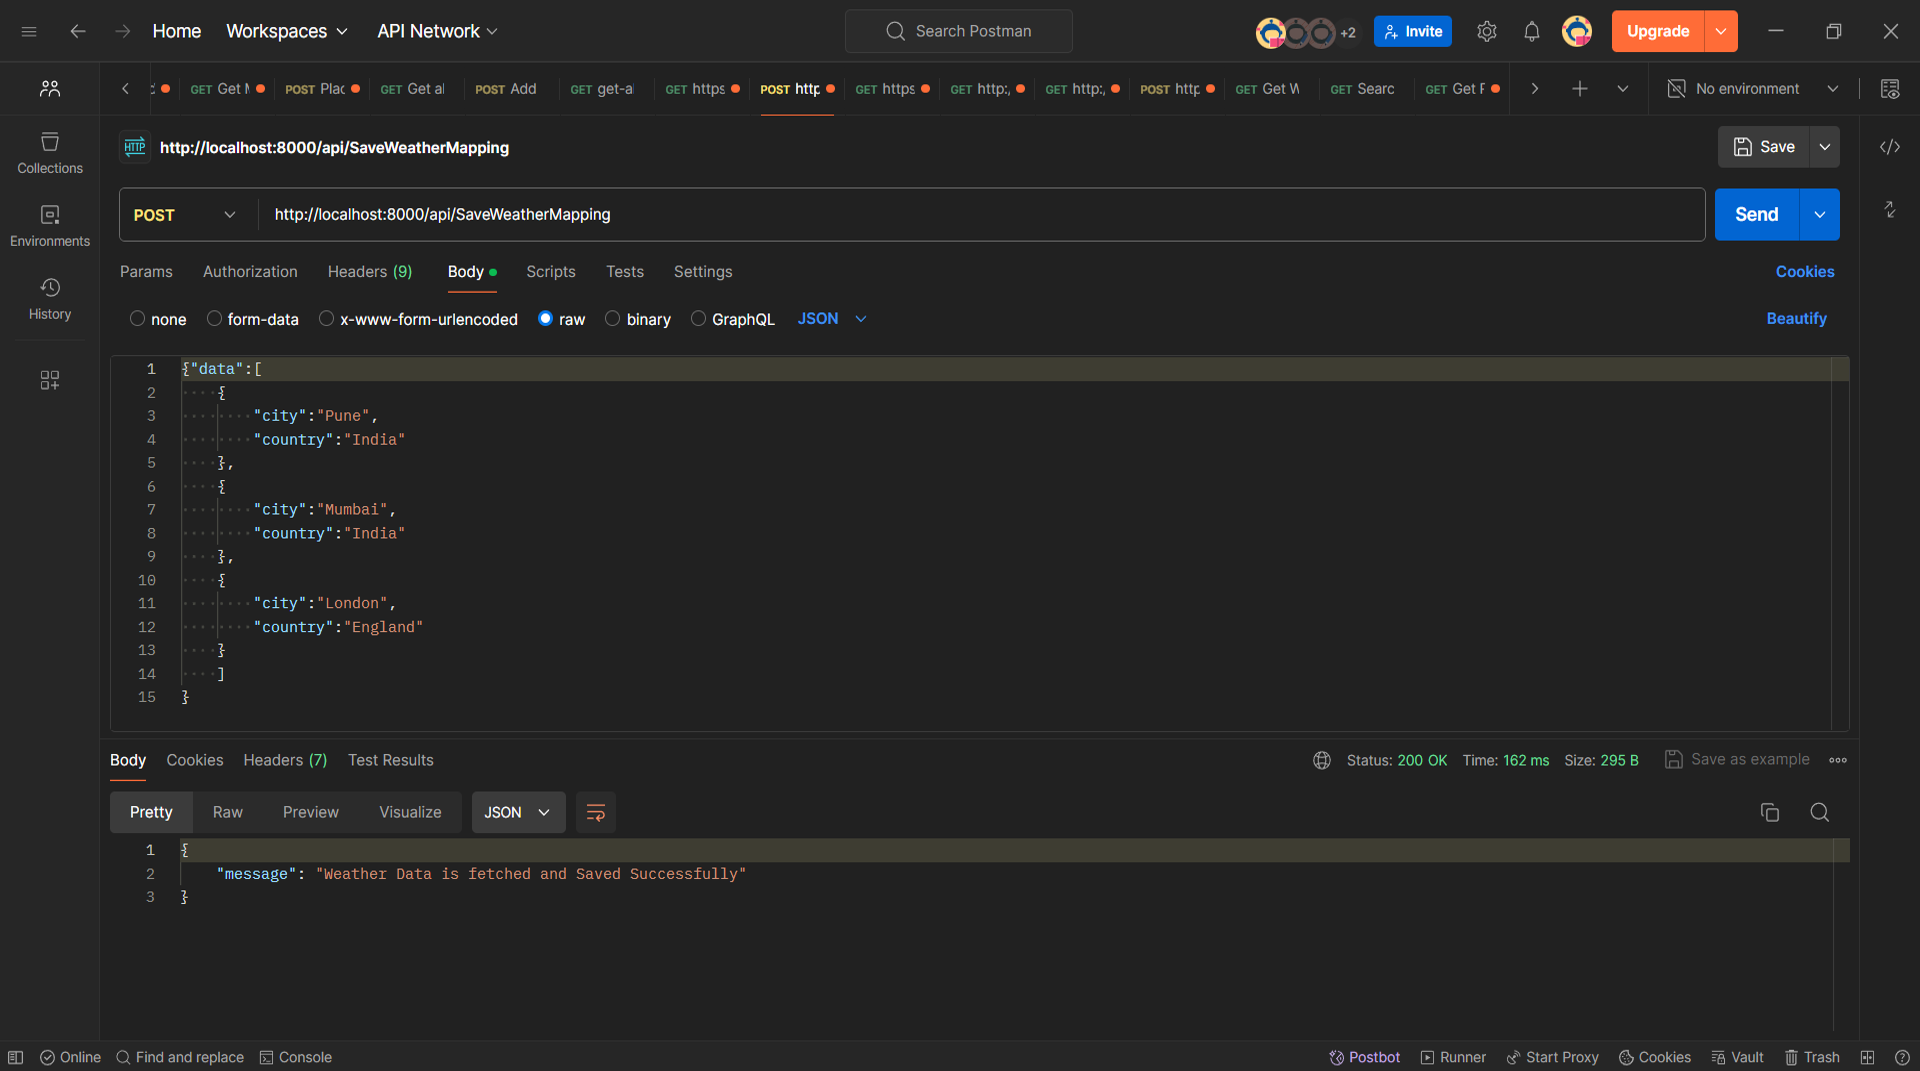 Home Workspaces API Network Search Postman +2 Invite Upgrade
GET Get POST Plac GET Get al POST Add GET get-al GET https POST http GET https GET http:/ GET http:/ POST http GET Get W GET Searc GET Get F No environment
HTTP http://localhost:8000/api/SaveWeatherMapping Save
Collections
POST http://localhost:8000/api/SaveWeatherMapping Send
Environments
Params Authorization Headers (9) Body Scripts Tests Settings Cookies
History
none form-data x-www-form-urlencoded raw binary GraphQL JSON Beautify
1 {"data":[
2 {
3 "city":"Pune",
4 "country":"India"
5 },
6 {
7 "city":"Mumbai",
8 "country":"India"
9 },
10 {
11 "city":"London",
12 "country":"England"
13 }
14 ]
15 }
Body Cookies Headers (7) Test Results Status: 200 OK Time: 162 ms Size: 295 B Save as example
Pretty Raw Preview Visualize JSON
1 {
2 "message": "Weather Data is fetched and Saved Successfully"
3 }
Online Find and replace Console Postbot Runner Start Proxy Cookies Vault Trash